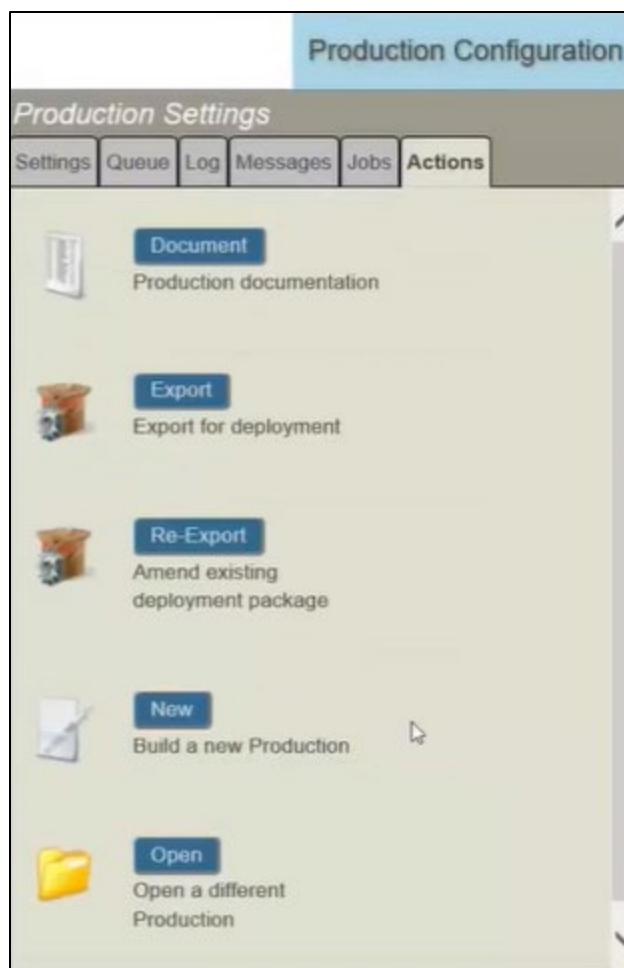 Production Configuration
Production Settings
Settings Queue Log Messages Jobs Actions
Document
Production documentation
Export
Export for deployment
Re-Export
Amend existing
deployment package
New
Build a new Production
Open
Open a different
Production